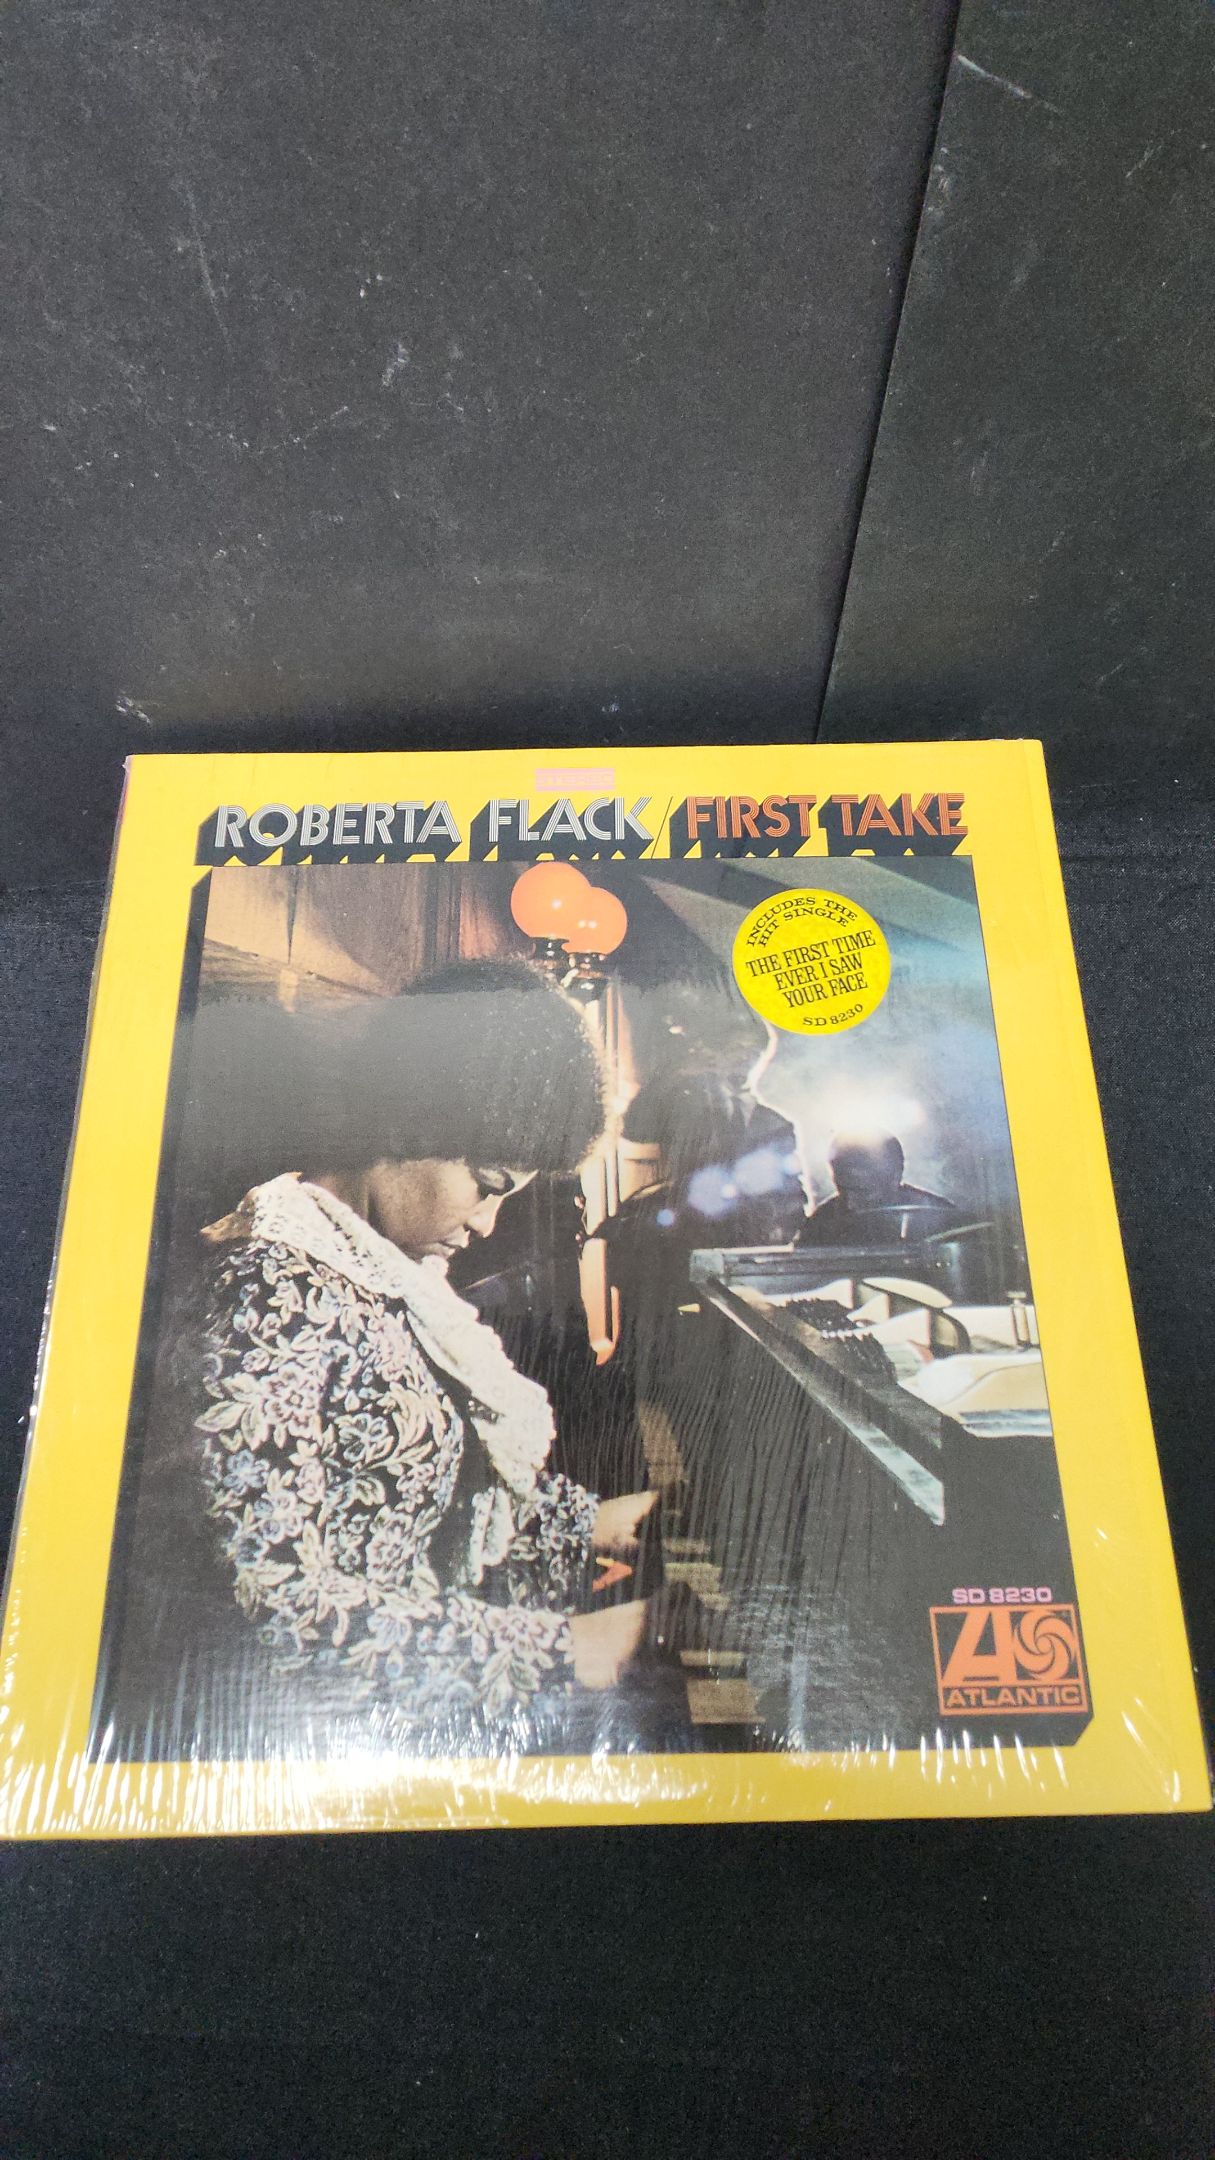 STEREO
ROBERTA FLACK/FIRST TAKE
INCLUDES THE
HIT SINGLE
THE FIRST TIME
EVER I SAW
YOUR FACE
SD 8230
SD 8230
ATLANTIC